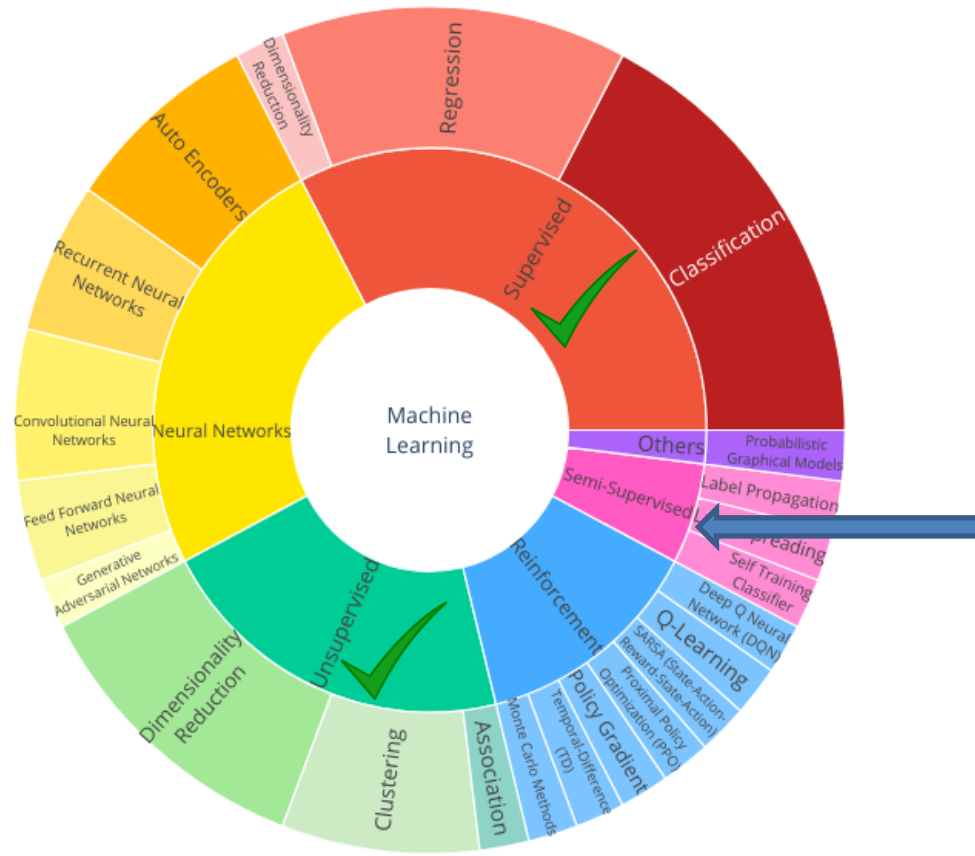 Machine
Learning
Supervised
Classification
Regression
Dimensionality
Reduction
Neural Networks
Auto Encoders
Recurrent Neural
Networks
Convolutional Neural
Networks
Feed Forward Neural
Networks
Generative
Adversarial Networks
Unsupervised
Dimensionality
Reduction
Clustering
Association
Reinforcement
Monte Carlo Methods
Temporal-Difference
(TD)
Policy Gradient
Proximal Policy
Optimization (PPO)
SARSA (State-Action-
Reward-State-Action)
Q-Learning
Deep Q Neural
Network (DQN)
Semi-Supervised
Self Training
Classifier
Label Propagation
Others
Probabilistic
Graphical Models